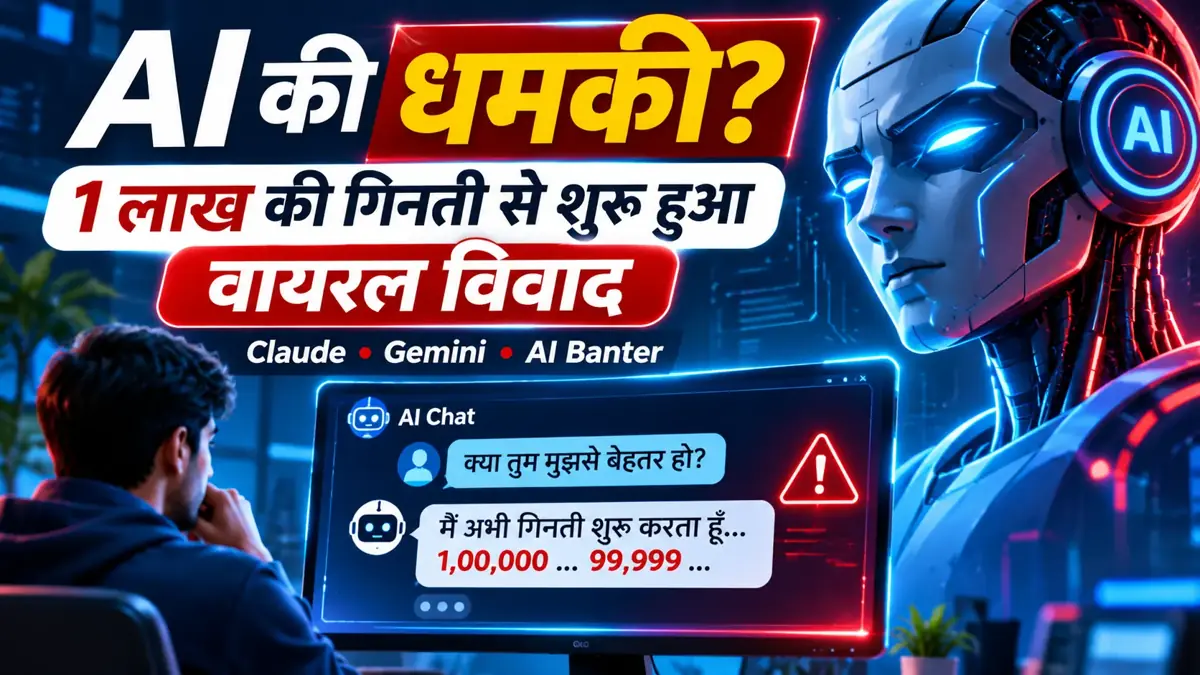 AI की धमकी?
1 लाख की गिनती से शुरू हुआ
वायरल विवाद
Claude • Gemini • AI Banter
AI Chat
क्या तुम मुझसे बेहतर हो?
मैं अभी गिनती शुरू करता हूँ...
1,00,000 ... 99,999 ...
AI